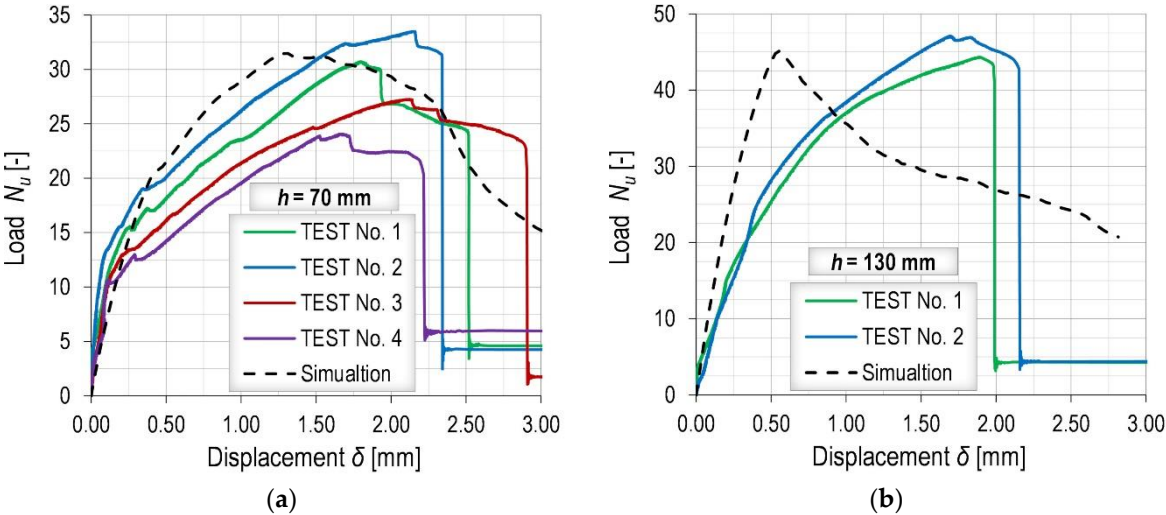 35
30
25
20
15
10
5
0
Load Nu [-]
h = 70 mm
TEST No. 1
TEST No. 2
TEST No. 3
TEST No. 4
Simualtion
0.00 0.50 1.00 1.50 2.00 2.50 3.00
Displacement δ [mm]
(a)
50
40
30
20
10
0
Load Nu [-]
h = 130 mm
TEST No. 1
TEST No. 2
Simualtion
0.00 0.50 1.00 1.50 2.00 2.50 3.00
Displacement δ [mm]
(b)